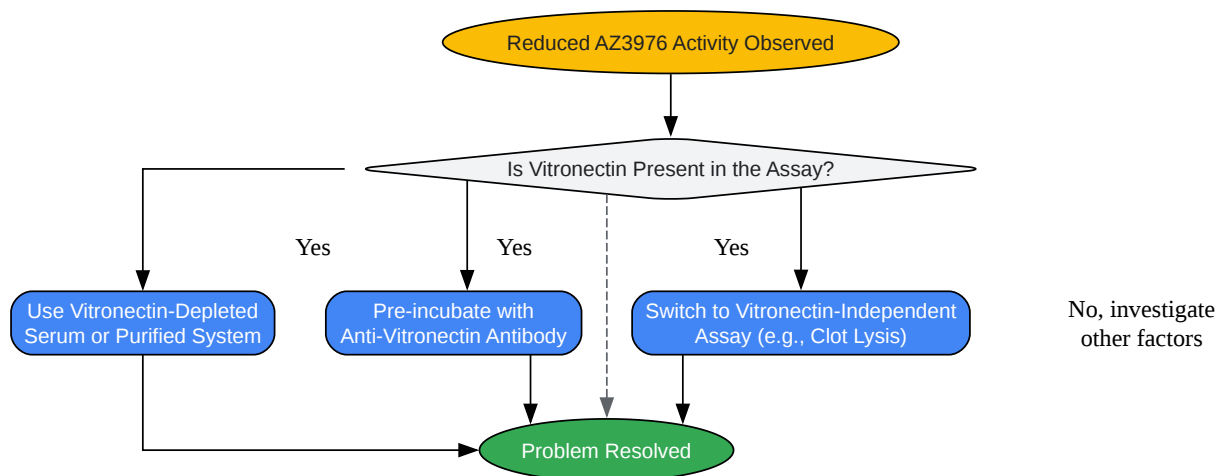 Reduced AZ3976 Activity Observed
Is Vitronectin Present in the Assay?
Yes
Yes
Yes
Use Vitronectin-Depleted
Serum or Purified System
Pre-incubate with
Anti-Vitronectin Antibody
Switch to Vitronectin-Independent
Assay (e.g., Clot Lysis)
No, investigate
other factors
Problem Resolved